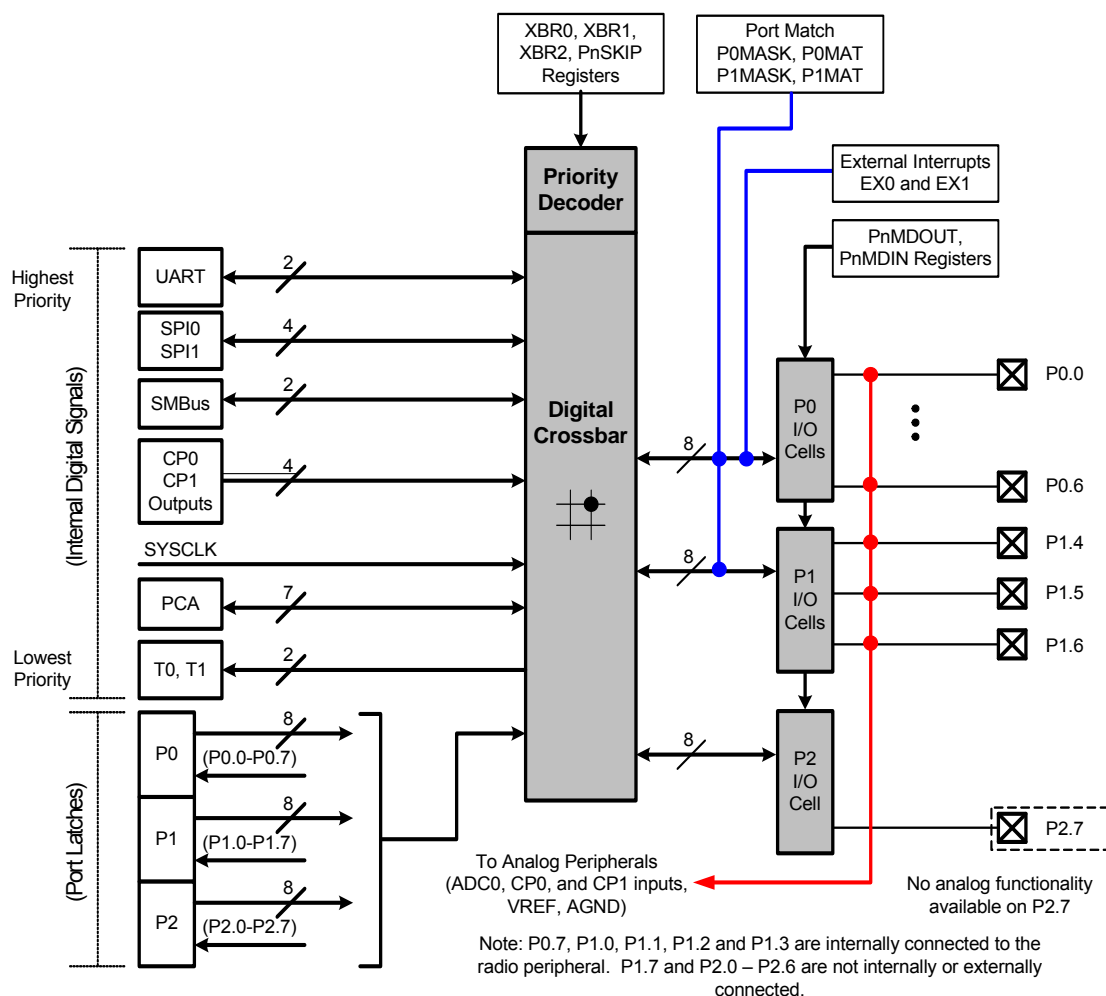 XBR0, XBR1,
XBR2, PnSKIP
Registers
Port Match
P0MASK, P0MAT
P1MASK, P1MAT
External Interrupts
EX0 and EX1
PnMDOUT,
PnMDIN Registers
Priority
Decoder
Digital
Crossbar
Highest
Priority
(Internal Digital Signals)
Lowest
Priority
UART
2
SPI0
SPI1
4
SMBus
2
CP0
CP1
Outputs
4
SYSCLK
PCA
7
T0, T1
2
(Port Latches)
P0
8
(P0.0-P0.7)
P1
8
(P1.0-P1.7)
P2
8
(P2.0-P2.7)
8
8
8
P0
I/O
Cells
P1
I/O
Cells
P2
I/O
Cell
P0.0
P0.6
P1.4
P1.5
P1.6
P2.7
To Analog Peripherals
(ADC0, CP0, and CP1 inputs,
VREF, AGND)
No analog functionality
available on P2.7
Note: P0.7, P1.0, P1.1, P1.2 and P1.3 are internally connected to the
radio peripheral. P1.7 and P2.0 – P2.6 are not internally or externally
connected.